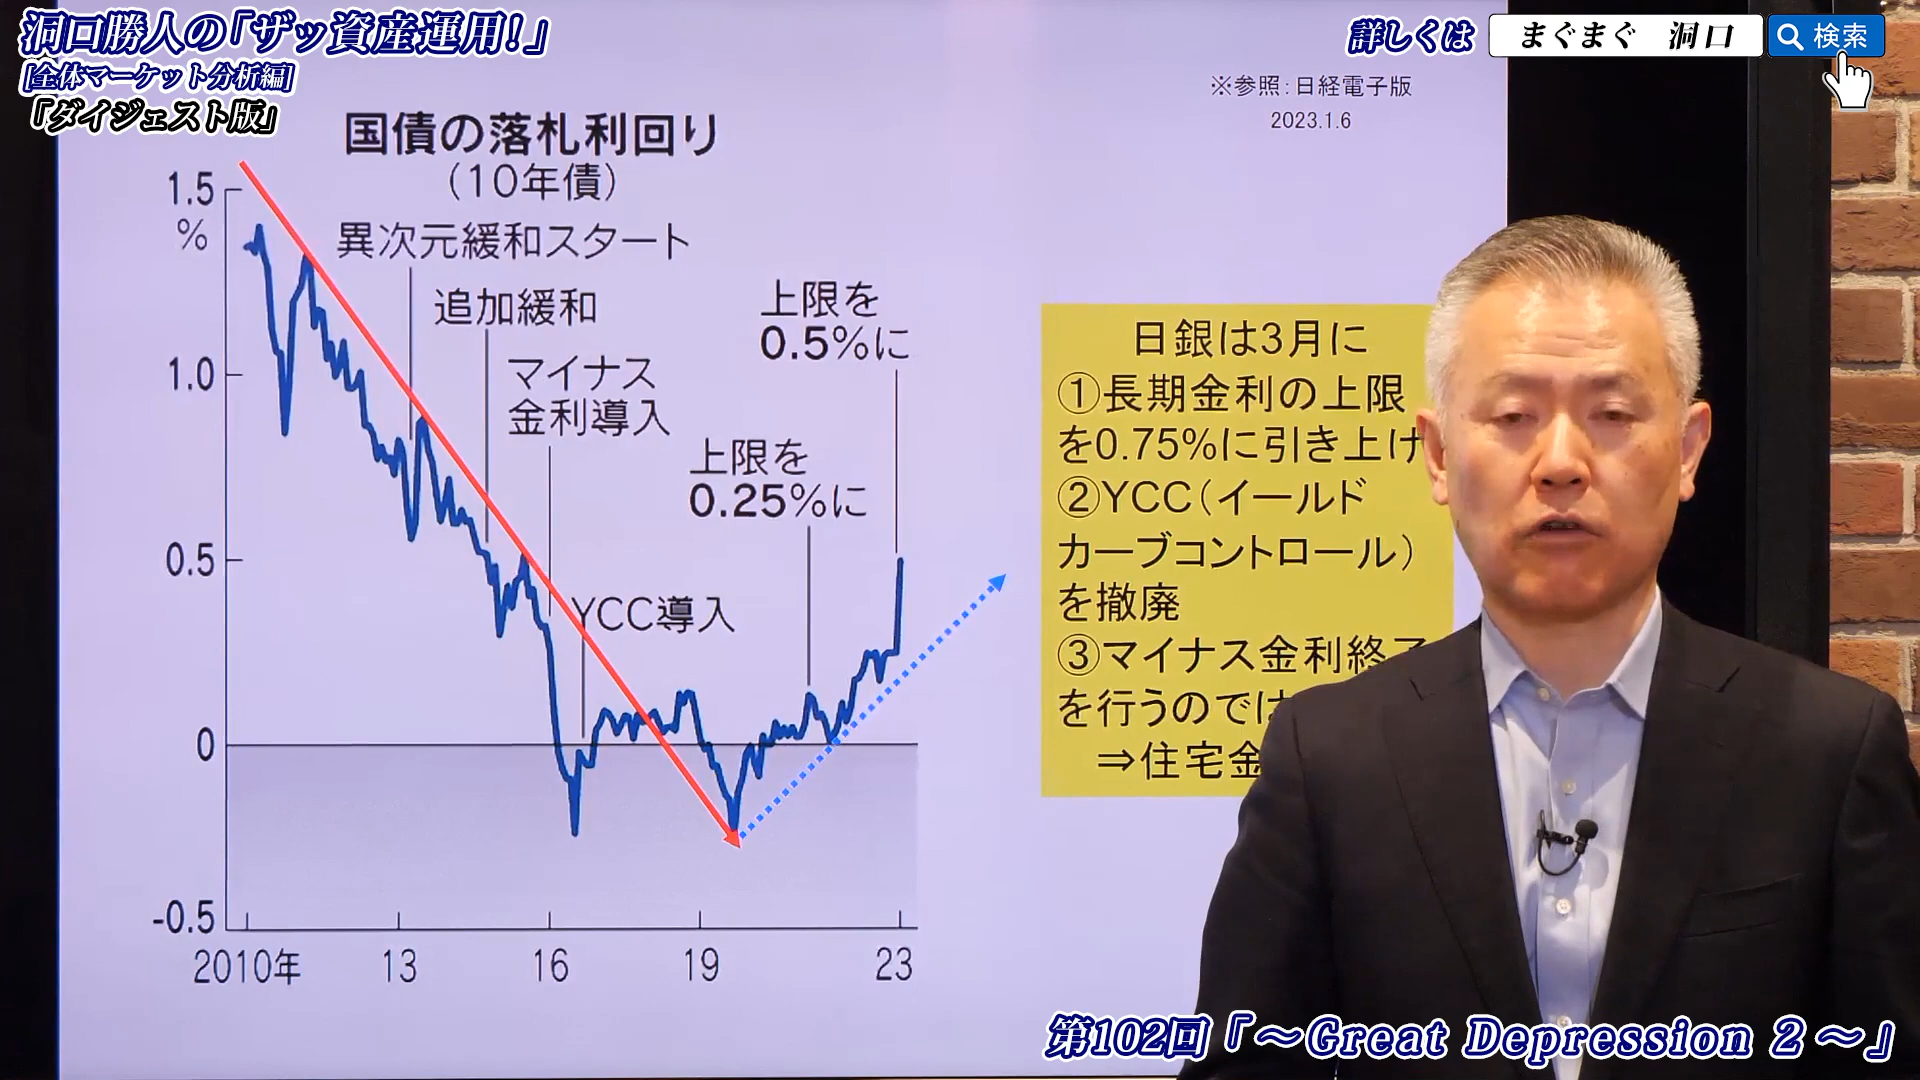 洞口勝人の「ザッ資産運用!」
[全体マーケット分析編]
「ダイジェスト版」
詳しくは
まぐまぐ 洞口
検索
※参照:日経電子版
2023.1.6
国債の落札利回り
(10年債)
1.5
%
1.0
0.5
0
-0.5
2010年
13
16
19
23
異次元緩和スタート
追加緩和
マイナス
金利導入
YCC導入
上限を
0.25%に
上限を
0.5%に
日銀は3月に
①長期金利の上限
を0.75%に引き上げ
②YCC(イールド
カーブコントロール)
を撤廃
③マイナス金利終了
を行うのでは
⇒住宅金
第102回「～Great Depression 2～」